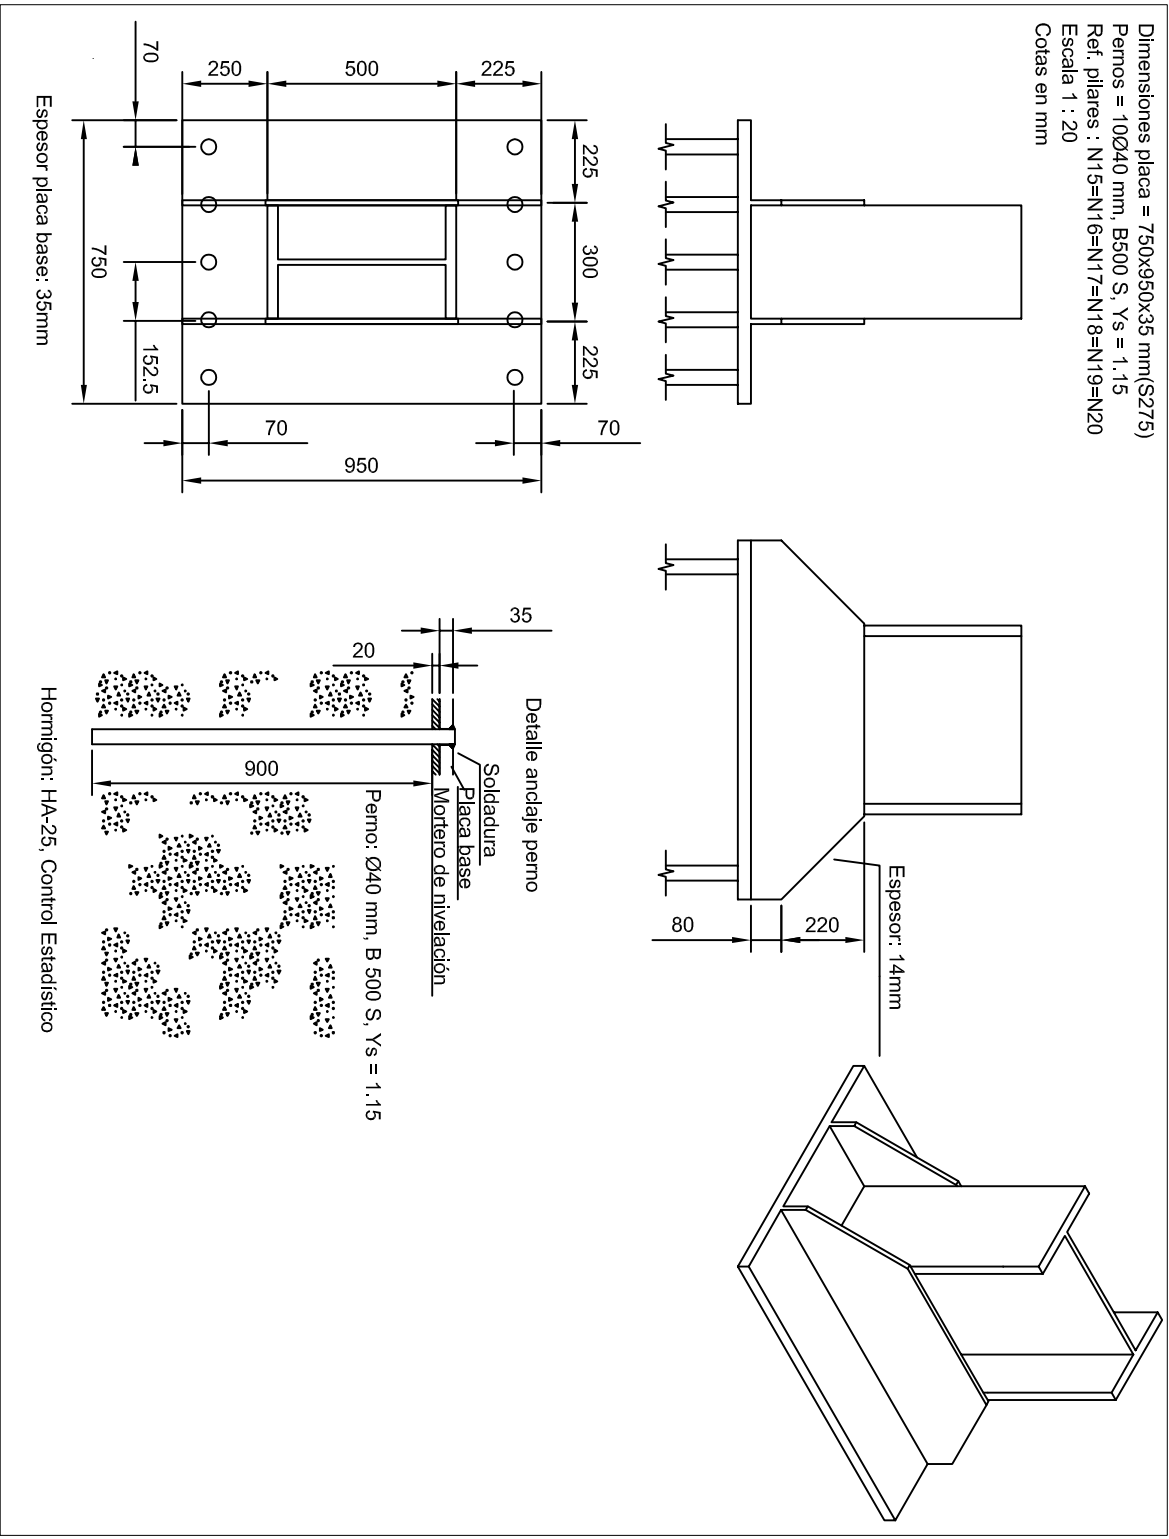 Dimensiones placa = 750x950x35 mm(S275)
Pernos = 10Ø40 mm, B500 S, Ys = 1.15
Ref. pilares : N15=N16=N17=N18=N19=N20
Escala 1 : 20
Cotas en mm
Espesor: 14mm
220
80
225
300
225
225
500
250
70
70
950
152.5
750
70
Espesor placa base: 35mm
Detalle anclaje perno
Soldadura
Placa base
Mortero de nivelación
35
20
900
Perno: Ø40 mm, B 500 S, Ys = 1.15
Hormigón: HA-25, Control Estadístico